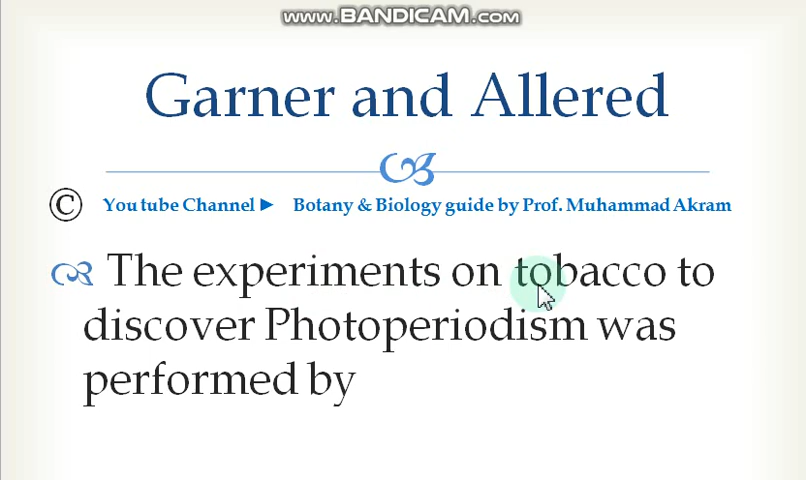 www.BANDICAM.com
Garner and Allered
© You tube Channel ► Botany & Biology guide by Prof. Muhammad Akram
The experiments on tobacco to
discover Photoperiodism was
performed by